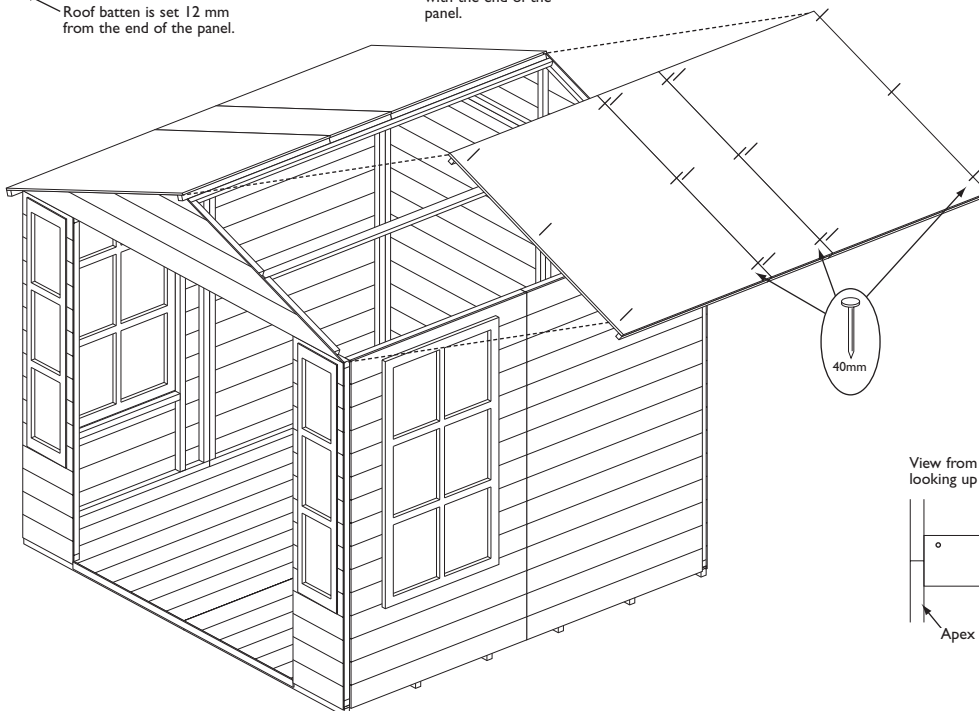 Roof batten is set 12 mm
from the end of the panel.
with the end of the
panel.
40mm
View from
looking up
Apex